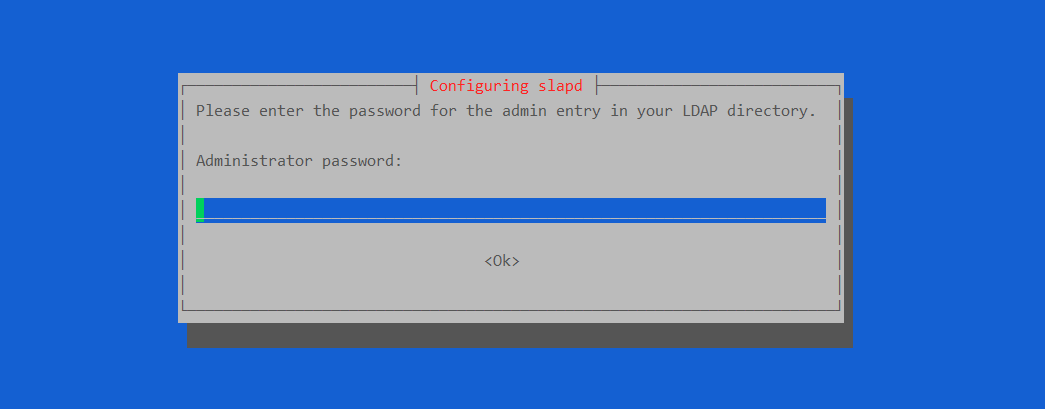 Configuring slapd
Please enter the password for the admin entry in your LDAP directory.
Administrator password:
<Ok>